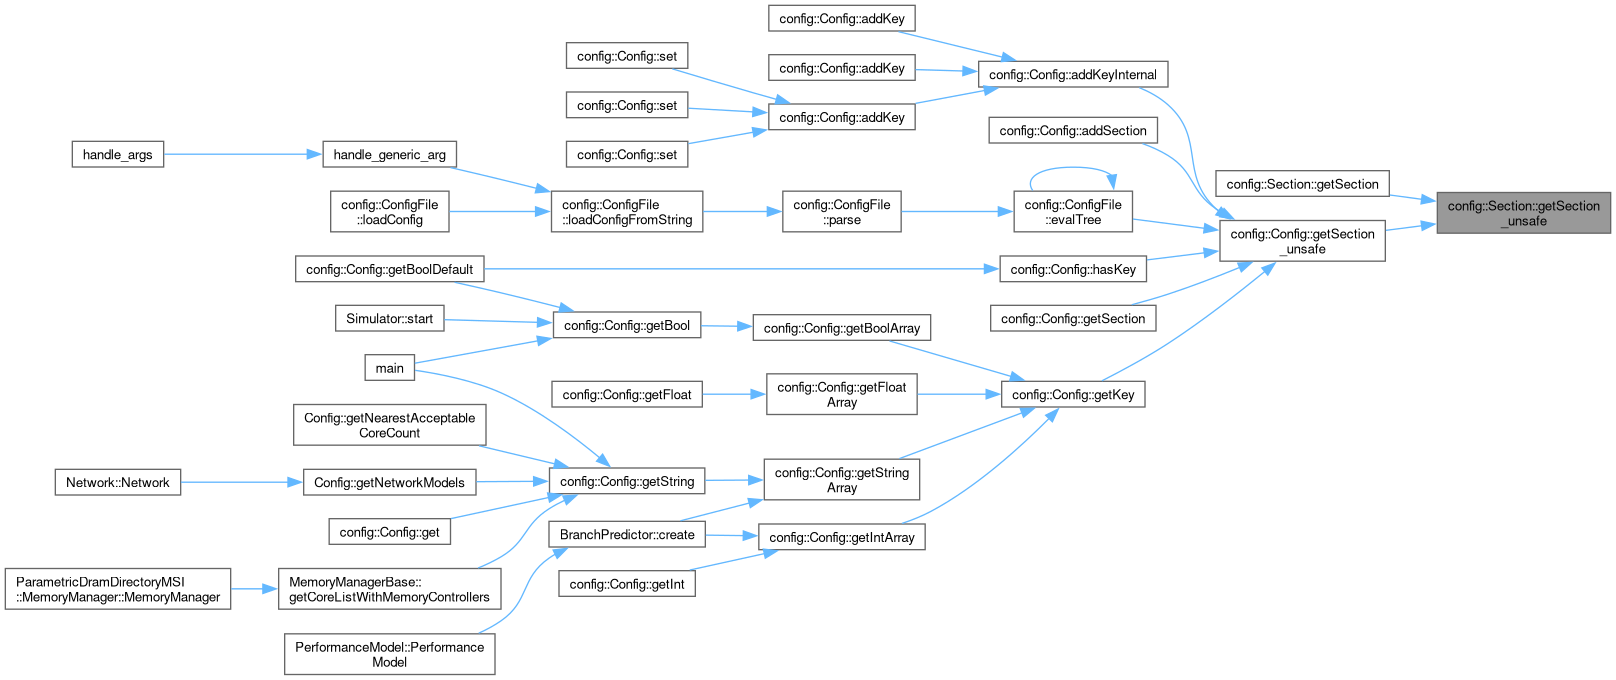 config::Config::addKey
config::Config::set
config::Config::addKey
config::Config::addKeyInternal
config::Config::set
config::Config::addKey
config::Config::addSection
handle_args
handle_generic_arg
config::Config::set
config::Section::getSection
config::ConfigFile
::loadConfig
config::ConfigFile
::loadConfigFromString
config::ConfigFile
::parse
config::ConfigFile
::evalTree
config::Section::getSection
_unsafe
config::Config::getSection
_unsafe
config::Config::getBoolDefault
config::Config::hasKey
Simulator::start
config::Config::getBool
config::Config::getBoolArray
config::Config::getSection
main
config::Config::getFloat
config::Config::getFloat
Array
config::Config::getKey
Config::getNearestAcceptable
CoreCount
Network::Network
Config::getNetworkModels
config::Config::getString
config::Config::getString
Array
config::Config::get
BranchPredictor::create
config::Config::getIntArray
ParametricDramDirectoryMSI
::MemoryManager::MemoryManager
MemoryManagerBase::
getCoreListWithMemoryControllers
config::Config::getInt
PerformanceModel::Performance
Model